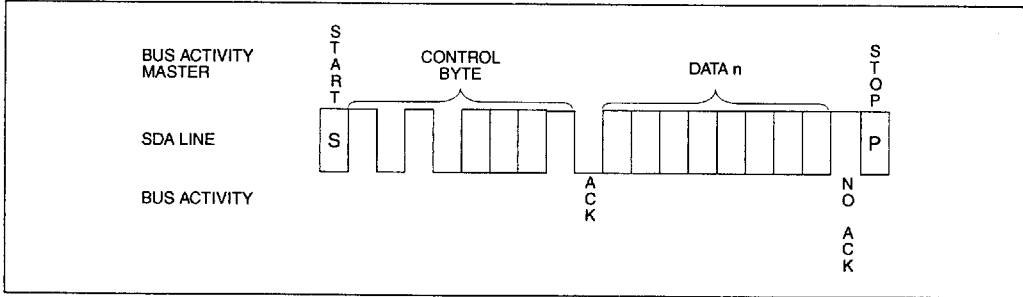 BUS ACTIVITY
MASTER
START
CONTROL
BYTE
DATA n
STOP
SDA LINE
S
P
BUS ACTIVITY
ACK
NO ACK